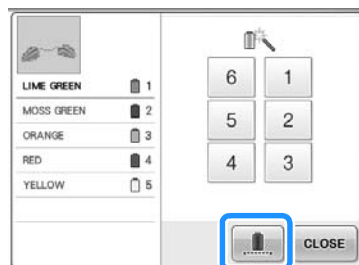 LIME GREEN 1
MOSS GREEN 2
ORANGE 3
RED 4
YELLOW 5
6 1
5 2
4 3
CLOSE